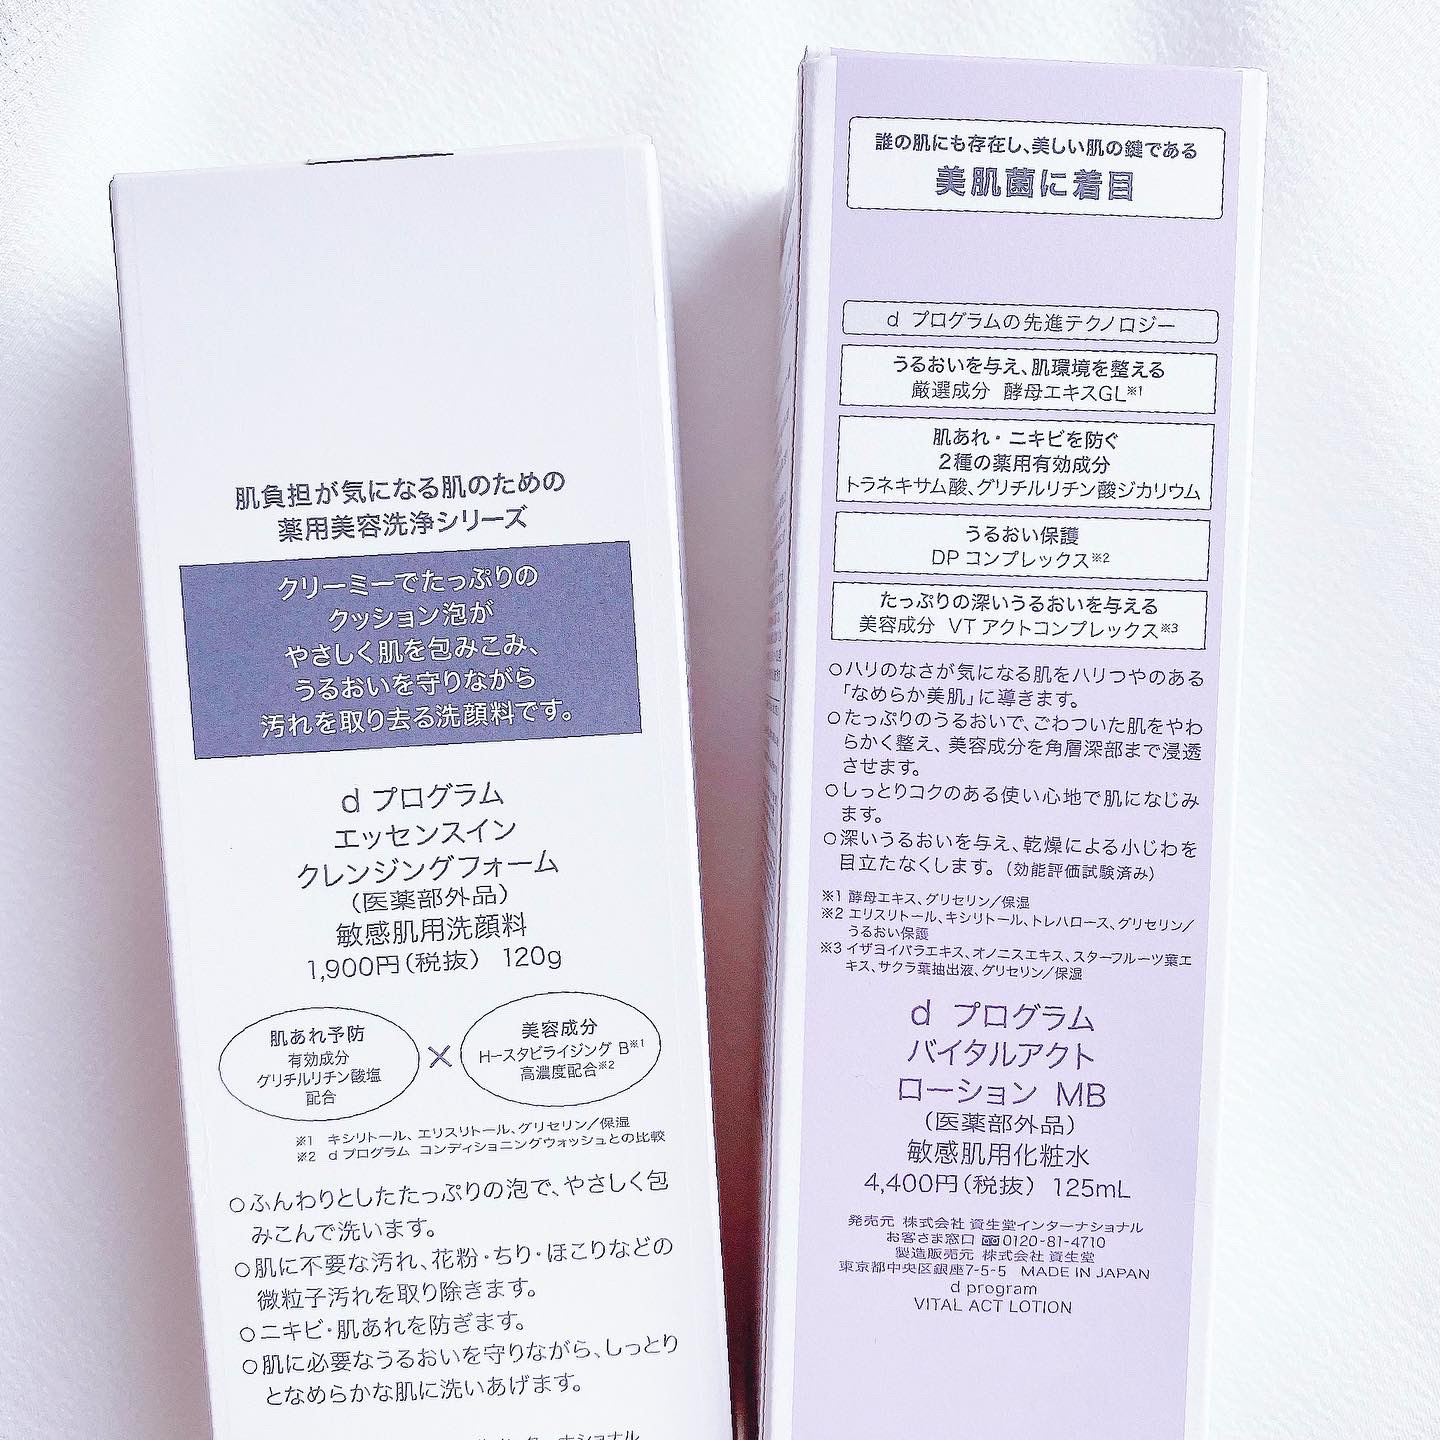 肌負担が気になる肌のための
薬用美容洗浄シリーズ
クリーミーでたっぷりの
クッション泡が
やさしく肌を包みこみ、
うるおいを守りながら
汚れを取り去る洗顔料です。
d プログラム
エッセンスイン
クレンジングフォーム
(医薬部外品)
敏感肌用洗顔料
1,900円(税抜) 120g
肌あれ予防
有効成分
グリチルリチン酸塩
配合
×
美容成分
H-スタビライジング B※1
高濃度配合※2
※1 キシリトール、エリスリトール、グリセリン/保湿
※2 d プログラム コンディショニングウォッシュとの比較
○ふんわりとしたたっぷりの泡で、やさしく包
みこんで洗います。
○肌に不要な汚れ、花粉・ちり・ほこりなどの
微粒子汚れを取り除きます。
○ニキビ・肌あれを防ぎます。
○肌に必要なうるおいを守りながら、しっとり
となめらかな肌に洗いあげます。
誰の肌にも存在し、美しい肌の鍵である
美肌菌に着目
d プログラムの先進テクノロジー
うるおいを与え、肌環境を整える
厳選成分 酵母エキスGL※1
肌あれ・ニキビを防ぐ
2種の薬用有効成分
トラネキサム酸、グリチルリチン酸ジカリウム
うるおい保護
DP コンプレックス※2
たっぷりの深いうるおいを与える
美容成分 VT アクトコンプレックス※3
○ハリのなさが気になる肌をハリつやのある
「なめらか美肌」に導きます。
○たっぷりのうるおいで、ごわついた肌をやわ
らかく整え、美容成分を角層深部まで浸透
させます。
○しっとりコクのある使い心地で肌になじみ
ます。
○深いうるおいを与え、乾燥による小じわを
目立たなくします。(効能評価試験済み)
※1 酵母エキス、グリセリン/保湿
※2 エリスリトール、キシリトール、トレハロース、グリセリン/
うるおい保護
※3 イザヨイバラエキス、オノニスエキス、スターフルーツ葉エ
キス、サクラ葉抽出液、グリセリン/保湿
d プログラム
バイタルアクト
ローション MB
(医薬部外品)
敏感肌用化粧水
4,400円(税抜) 125mL
発売元 株式会社 資生堂インターナショナル
お客さま窓口 0120-81-4710
製造販売元 株式会社 資生堂
東京都中央区銀座7-5-5 MADE IN JAPAN
d program
VITAL ACT LOTION